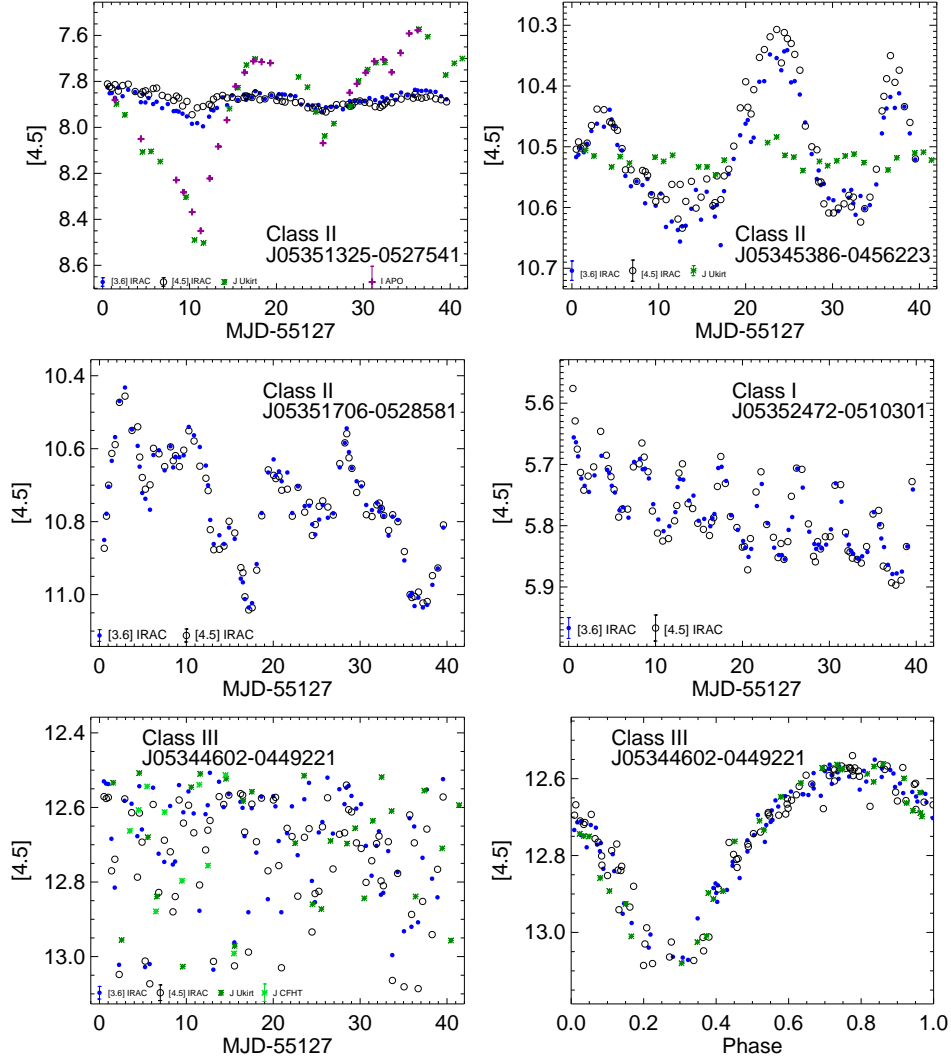 7.6
7.8
8.0
8.2
8.4
8.6
[4.5]
Class II
J05351325-0527541
[3.6] IRAC [4.5] IRAC J Ukirt I APO
0 10 20 30 40
MJD-55127
10.3
10.4
10.5
10.6
10.7
[4.5]
Class II
J05345386-0456223
[3.6] IRAC [4.5] IRAC J Ukirt
0 10 20 30 40
MJD-55127
10.4
10.6
10.8
11.0
[4.5]
Class II
J05351706-0528581
[3.6] IRAC [4.5] IRAC
0 10 20 30 40
MJD-55127
5.6
5.7
5.8
5.9
[4.5]
Class I
J05352472-0510301
[3.6] IRAC [4.5] IRAC
0 10 20 30 40
MJD-55127
12.4
12.6
12.8
13.0
[4.5]
Class III
J05344602-0449221
[3.6] IRAC [4.5] IRAC J Ukirt J CFHT
0 10 20 30 40
MJD-55127
12.6
12.8
13.0
[4.5]
Class III
J05344602-0449221
0.0 0.2 0.4 0.6 0.8 1.0
Phase